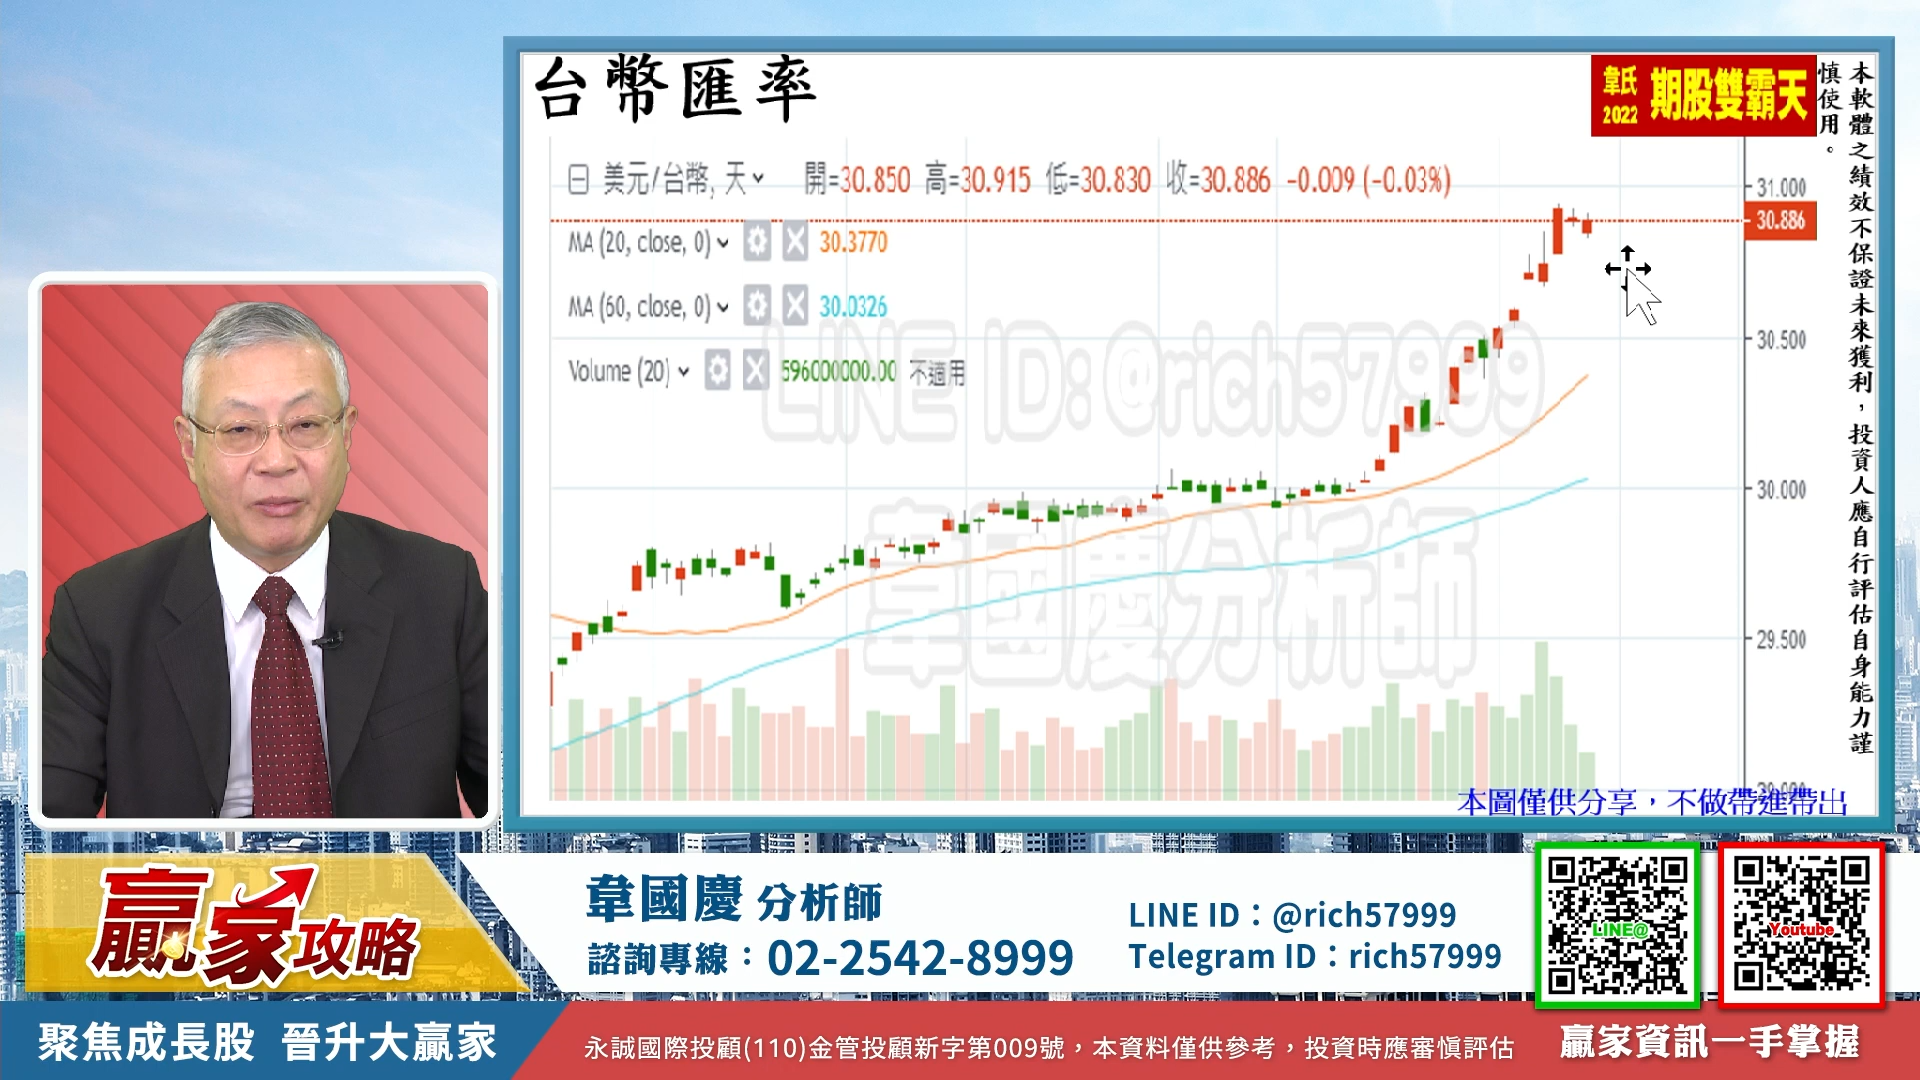 台幣匯率
韋氏
2022
期股雙霸天
本軟體之績效不保證未來獲利，投資人應自行評估自身能力謹
慎使用。
美元/台幣, 天 開=30.850 高=30.915 低=30.830 收=30.886 -0.009 (-0.03%)
MA (20, close, 0) 30.3770
MA (60, close, 0) 30.0326
Volume (20) 596000000.00 不適用
31.000
30.886
30.500
30.000
29.500
LINE ID:@rich57999
韋國慶分析師
本圖僅供分享，不做帶進帶出
贏家攻略
韋國慶 分析師
諮詢專線：02-2542-8999
LINE ID：@rich57999
Telegram ID：rich57999
LINE@
Youtube
聚焦成長股 晉升大贏家
永誠國際投顧(110)金管投顧新字第009號，本資料僅供參考，投資時應審慎評估
贏家資訊一手掌握